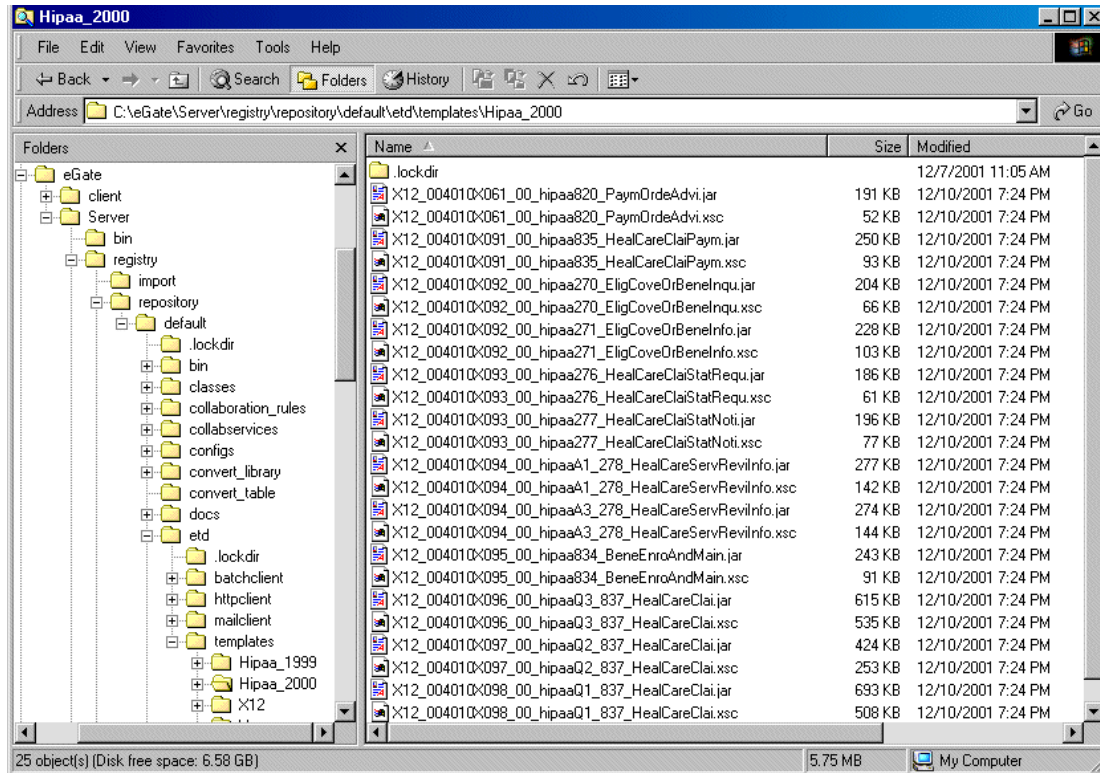 Hipaa_2000
File Edit View Favorites Tools Help
Back Search Folders History
Address C:\eGate\Server\registry\repository\default\etd\templates\Hipaa_2000 Go
Folders
eGate
client
Server
bin
registry
import
repository
default
.lockdir
bin
classes
collaboration_rules
collabservices
configs
convert_library
convert_table
docs
etd
.lockdir
batchclient
httpclient
mailclient
templates
Hipaa_1999
Hipaa_2000
X12
Name Size Modified
.lockdir 12/7/2001 11:05 AM
X12_004010X061_00_hipaa820_PaymOrdeAdvi.jar 191 KB 12/10/2001 7:24 PM
X12_004010X061_00_hipaa820_PaymOrdeAdvi.xsc 52 KB 12/10/2001 7:24 PM
X12_004010X091_00_hipaa835_HealCareClaiPaym.jar 250 KB 12/10/2001 7:24 PM
X12_004010X091_00_hipaa835_HealCareClaiPaym.xsc 93 KB 12/10/2001 7:24 PM
X12_004010X092_00_hipaa270_EligCoveOrBeneInqu.jar 204 KB 12/10/2001 7:24 PM
X12_004010X092_00_hipaa270_EligCoveOrBeneInqu.xsc 66 KB 12/10/2001 7:24 PM
X12_004010X092_00_hipaa271_EligCoveOrBeneInfo.jar 228 KB 12/10/2001 7:24 PM
X12_004010X092_00_hipaa271_EligCoveOrBeneInfo.xsc 103 KB 12/10/2001 7:24 PM
X12_004010X093_00_hipaa276_HealCareClaiStatRequ.jar 186 KB 12/10/2001 7:24 PM
X12_004010X093_00_hipaa276_HealCareClaiStatRequ.xsc 61 KB 12/10/2001 7:24 PM
X12_004010X093_00_hipaa277_HealCareClaiStatNoti.jar 196 KB 12/10/2001 7:24 PM
X12_004010X093_00_hipaa277_HealCareClaiStatNoti.xsc 77 KB 12/10/2001 7:24 PM
X12_004010X094_00_hipaaA1_278_HealCareServReviInfo.jar 277 KB 12/10/2001 7:24 PM
X12_004010X094_00_hipaaA1_278_HealCareServReviInfo.xsc 142 KB 12/10/2001 7:24 PM
X12_004010X094_00_hipaaA3_278_HealCareServReviInfo.jar 274 KB 12/10/2001 7:24 PM
X12_004010X094_00_hipaaA3_278_HealCareServReviInfo.xsc 144 KB 12/10/2001 7:24 PM
X12_004010X095_00_hipaa834_BeneEnroAndMain.jar 243 KB 12/10/2001 7:24 PM
X12_004010X095_00_hipaa834_BeneEnroAndMain.xsc 91 KB 12/10/2001 7:24 PM
X12_004010X096_00_hipaaQ3_837_HealCareClai.jar 615 KB 12/10/2001 7:24 PM
X12_004010X096_00_hipaaQ3_837_HealCareClai.xsc 535 KB 12/10/2001 7:24 PM
X12_004010X097_00_hipaaQ2_837_HealCareClai.jar 424 KB 12/10/2001 7:24 PM
X12_004010X097_00_hipaaQ2_837_HealCareClai.xsc 253 KB 12/10/2001 7:24 PM
X12_004010X098_00_hipaaQ1_837_HealCareClai.jar 693 KB 12/10/2001 7:24 PM
X12_004010X098_00_hipaaQ1_837_HealCareClai.xsc 508 KB 12/10/2001 7:24 PM
25 object(s) (Disk free space: 6.58 GB) 5.75 MB My Computer